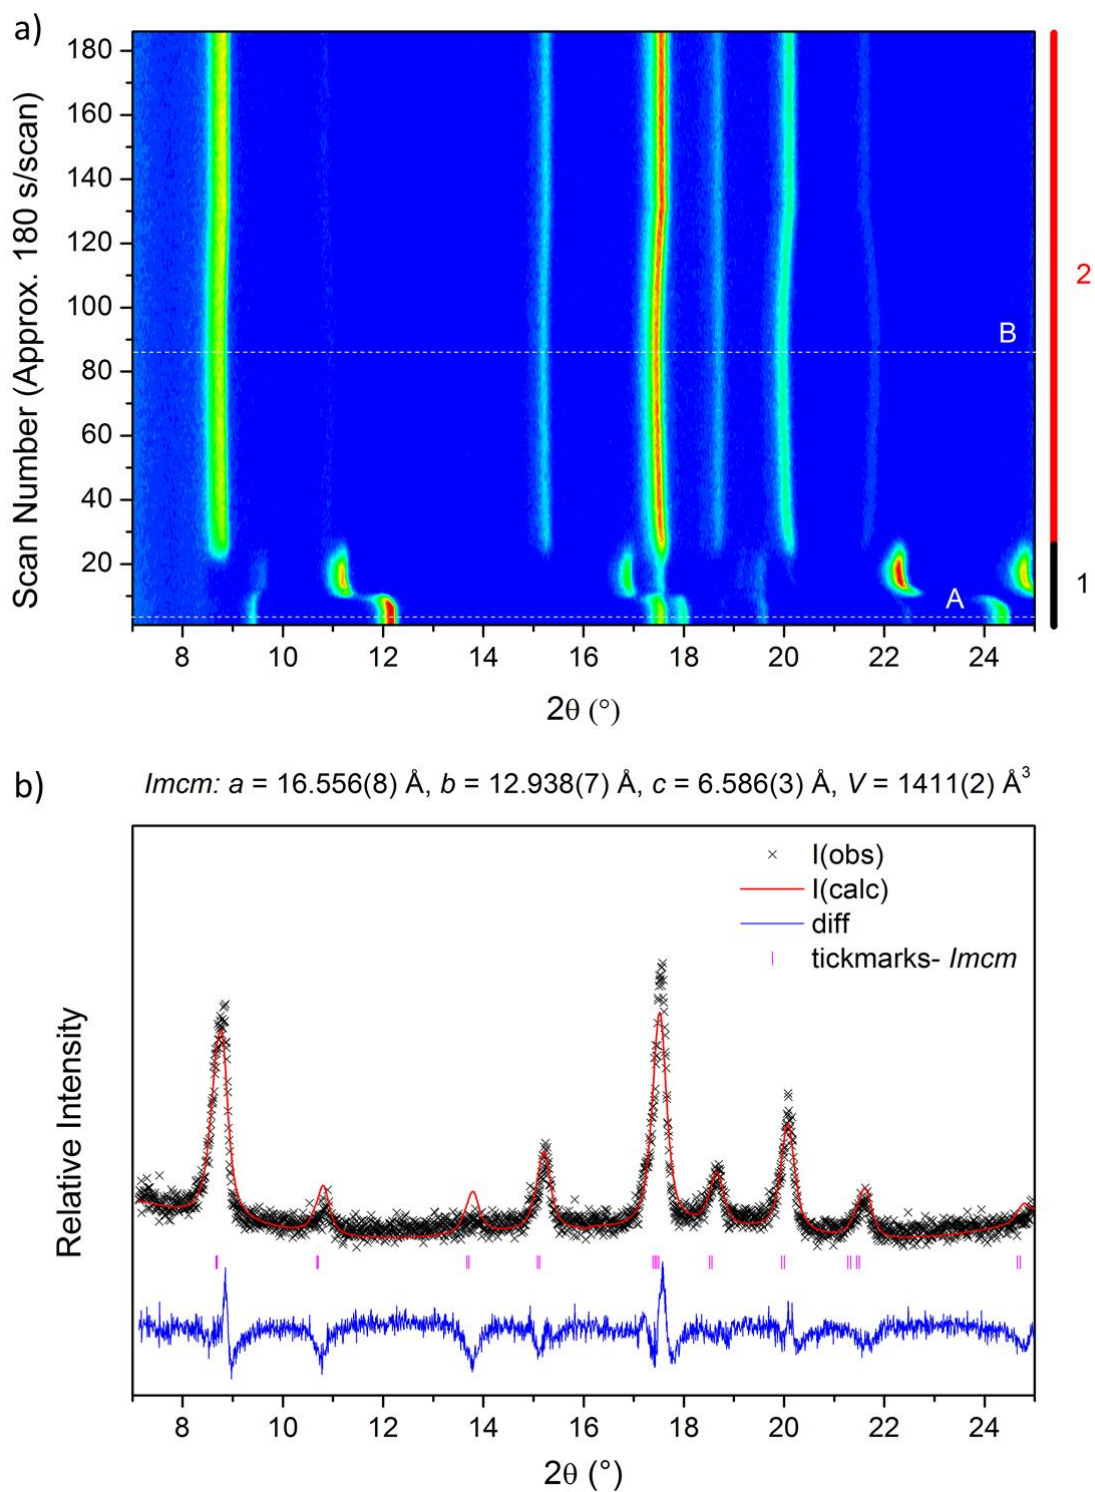 a)
Scan Number (Approx. 180 s/scan)
180
160
140
120
100
80
60
40
20
B
A
2
1
8 10 12 14 16 18 20 22 24
2θ (°)
b)
Imcm: a = 16.556(8) Å, b = 12.938(7) Å, c = 6.586(3) Å, V = 1411(2) Å³
I(obs)
I(calc)
diff
tickmarks- Imcm
Relative Intensity
8 10 12 14 16 18 20 22 24
2θ (°)